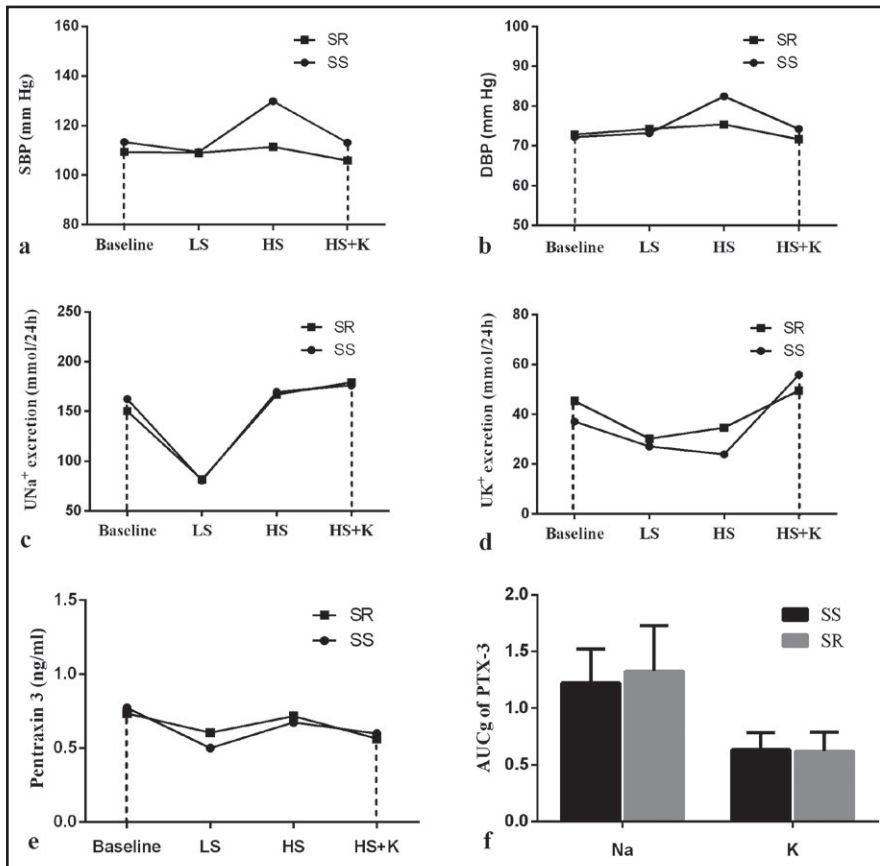 160
140
120
100
80
SBP (mm Hg)
SR
SS
Baseline LS HS HS+K
a
100
90
80
70
60
50
DBP (mm Hg)
SR
SS
Baseline LS HS HS+K
b
250
200
150
100
50
UNa+ excretion (mmol/24h)
SR
SS
Baseline LS HS HS+K
c
80
60
40
20
0
UK+ excretion (mmol/24h)
SR
SS
Baseline LS HS HS+K
d
1.5
1.0
0.5
0.0
Pentraxin 3 (ng/ml)
SR
SS
Baseline LS HS HS+K
e
2.0
1.5
1.0
0.5
0.0
AUCg of PTX-3
SS
SR
Na K
f